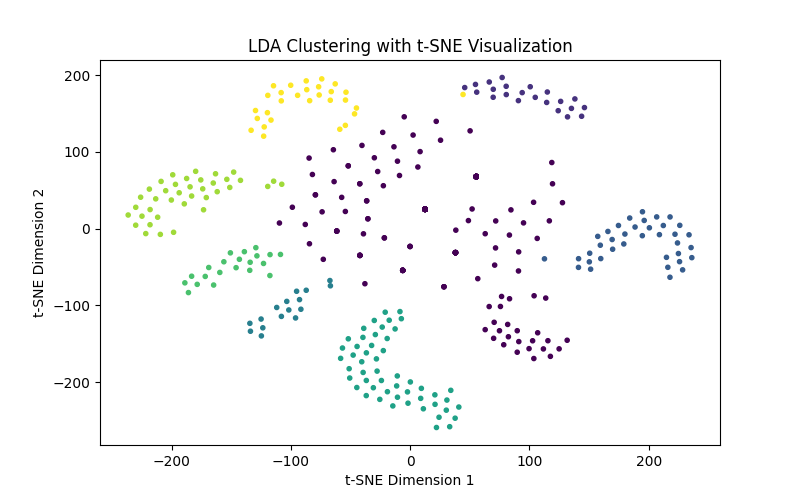 LDA Clustering with t-SNE Visualization
t-SNE Dimension 2
200
100
0
−100
−200
−200 −100 0 100 200
t-SNE Dimension 1